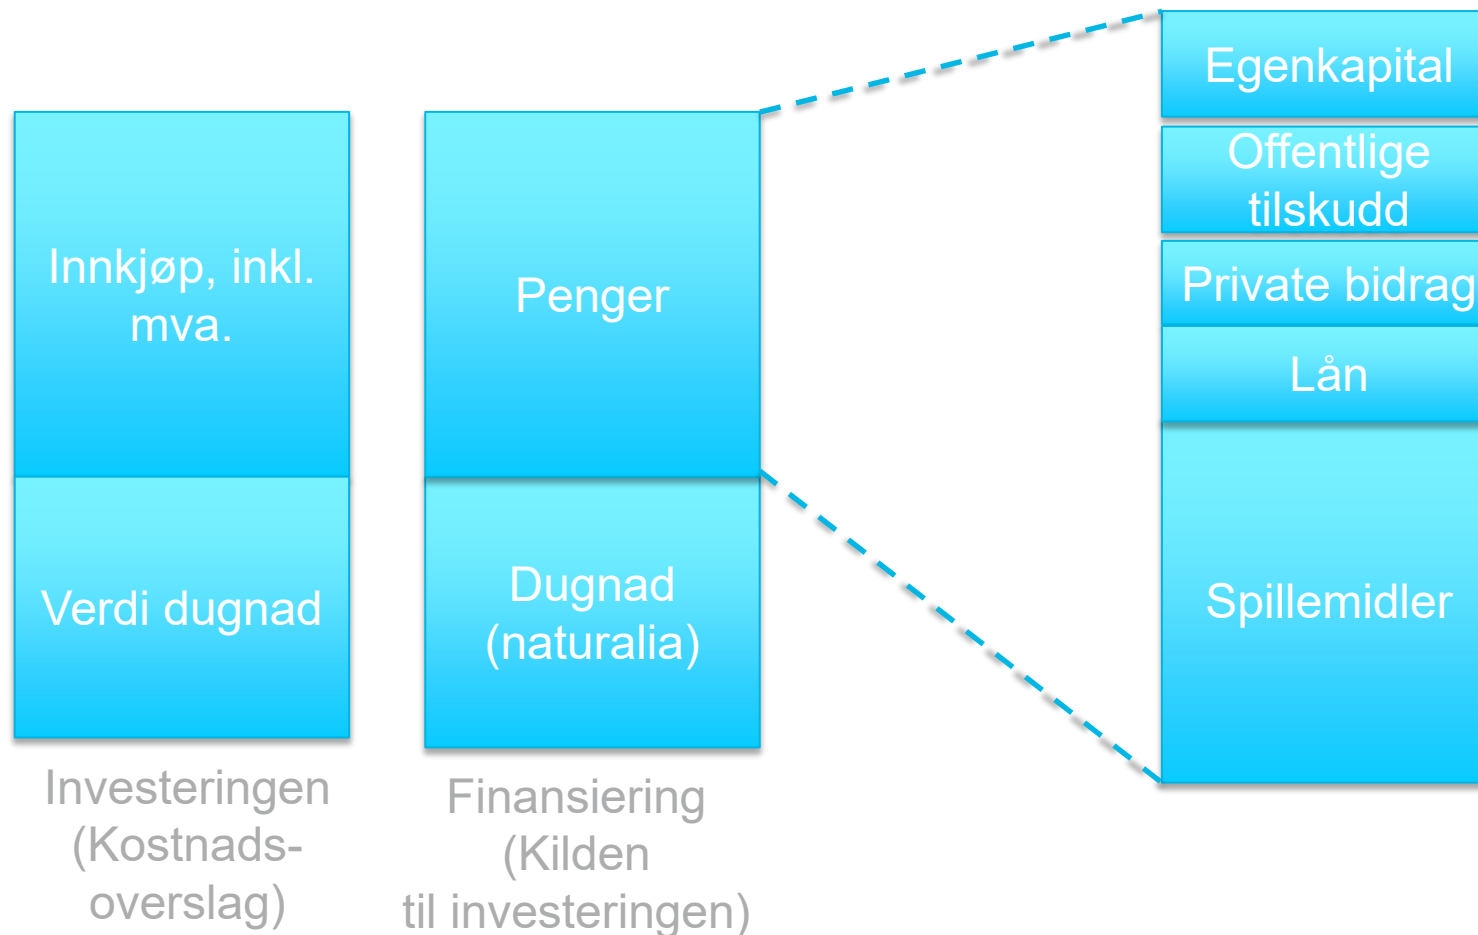 Innkjøp, inkl.
mva.
Verdi dugnad
Investeringen
(Kostnads-
overslag)
Penger
Dugnad
(naturalia)
Finansiering
(Kilden
til investeringen)
Egenkapital
Offentlige
tilskudd
Private bidrag
Lån
Spillemidler